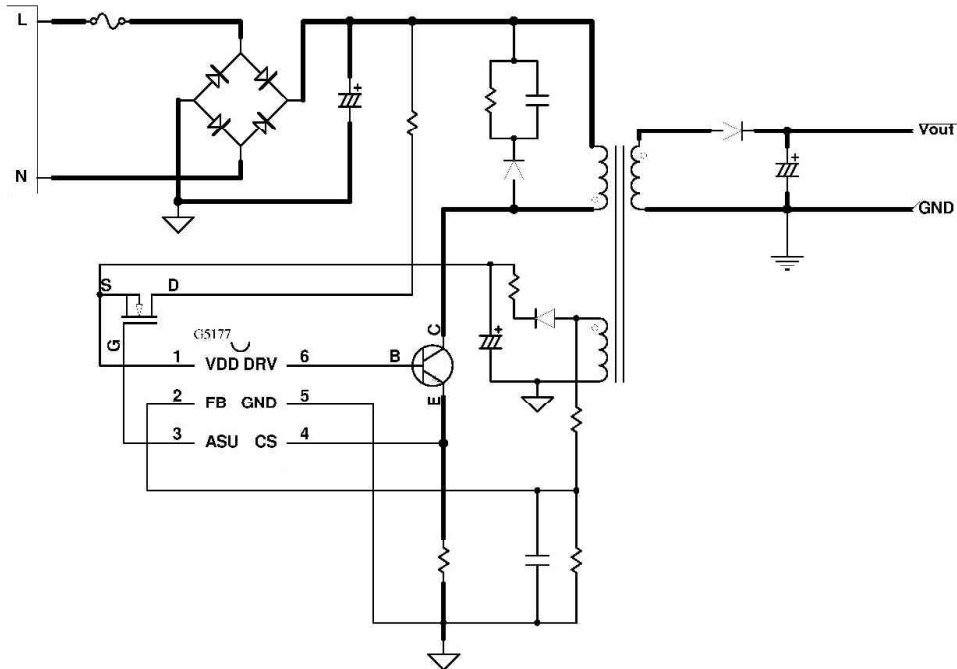 L
N
Vout
GND
S D
G
G5177
C
1 VDD DRV 6 B
2 FB GND 5
E
3 ASU CS 4
+
+
+